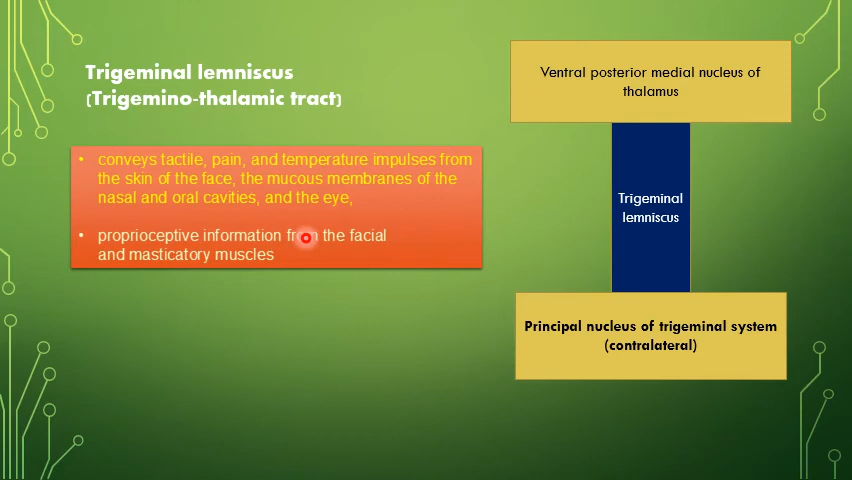 Trigeminal lemniscus
(Trigemino-thalamic tract)
• conveys tactile, pain, and temperature impulses from
the skin of the face, the mucous membranes of the
nasal and oral cavities, and the eye,
• proprioceptive information from the facial
and masticatory muscles
Ventral posterior medial nucleus of
thalamus
Trigeminal
lemniscus
Principal nucleus of trigeminal system
(contralateral)